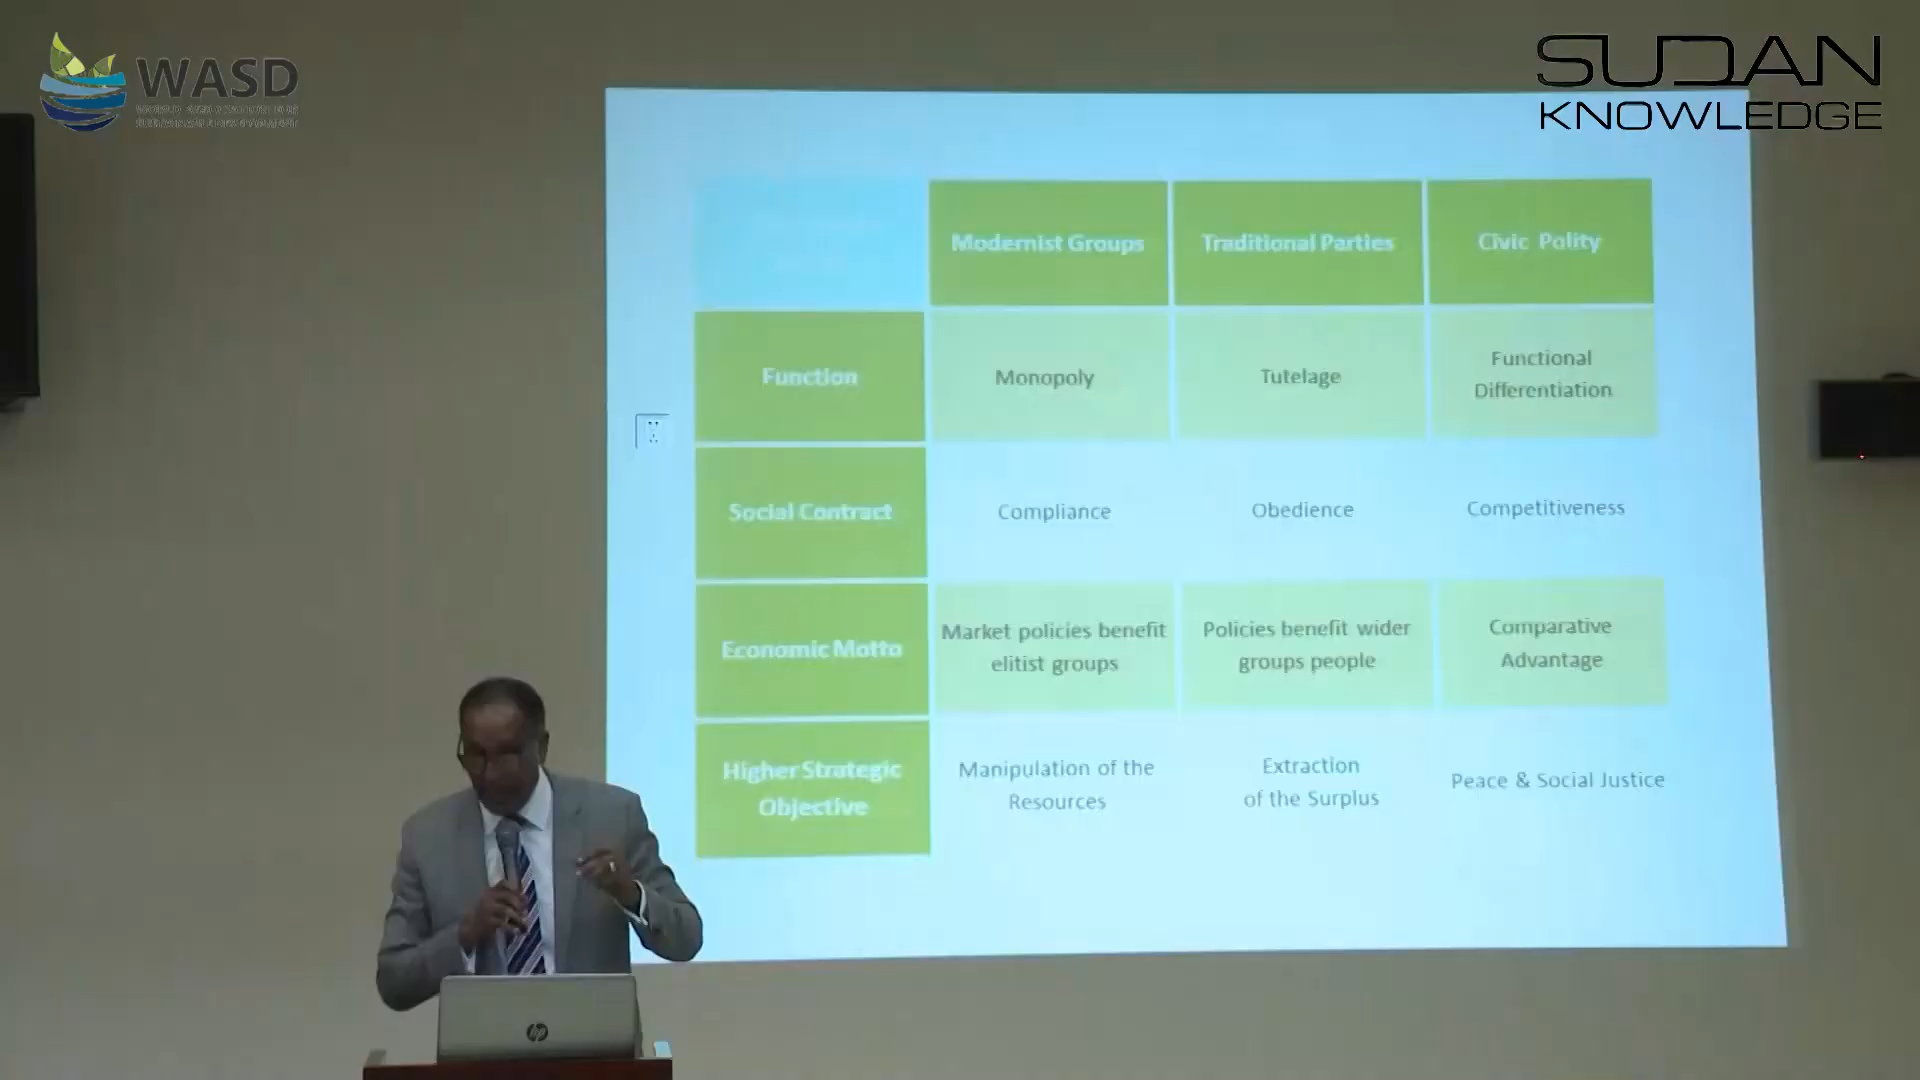 WASD
SUDAN
KNOWLEDGE
Modernist Groups
Traditional Parties
Civic Polity
Function
Monopoly
Tutelage
Functional
Differentiation
Social Contract
Compliance
Obedience
Competitiveness
Economic Motto
Market policies benefit
elitist groups
Policies benefit wider
groups people
Comparative
Advantage
Higher Strategic
Objective
Manipulation of the
Resources
Extraction
of the Surplus
Peace & Social Justice
hp